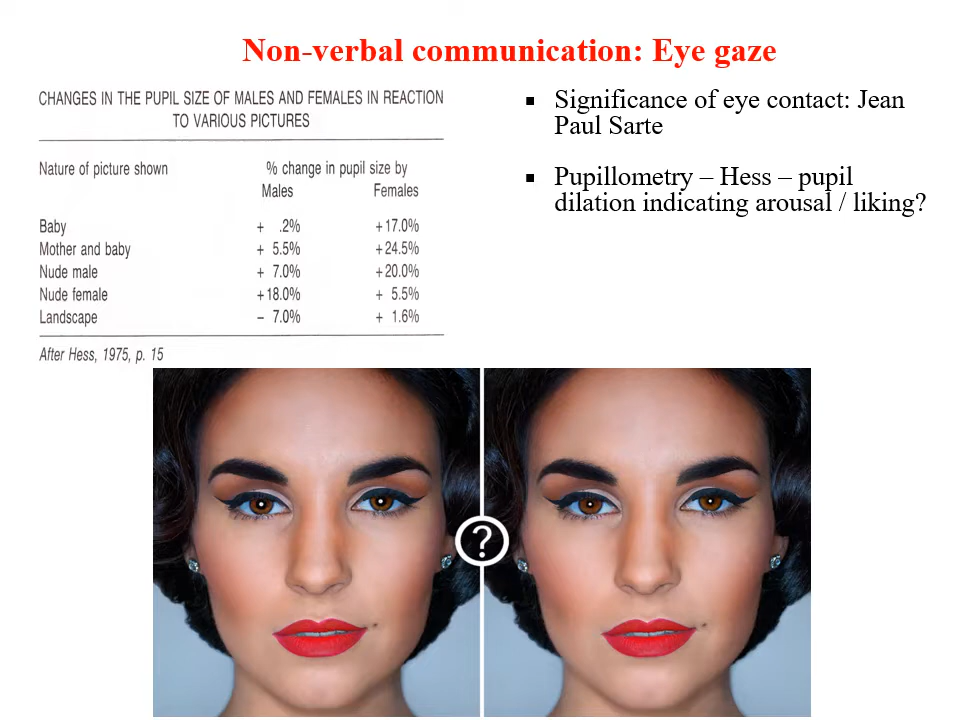 Non-verbal communication: Eye gaze
CHANGES IN THE PUPIL SIZE OF MALES AND FEMALES IN REACTION
TO VARIOUS PICTURES
Nature of picture shown % change in pupil size by
Males Females
Baby + .2% +17.0%
Mother and baby + 5.5% +24.5%
Nude male + 7.0% +20.0%
Nude female +18.0% + 5.5%
Landscape − 7.0% + 1.6%
After Hess, 1975, p. 15
▪ Significance of eye contact: Jean
Paul Sarte
▪ Pupillometry – Hess – pupil
dilation indicating arousal / liking?
?